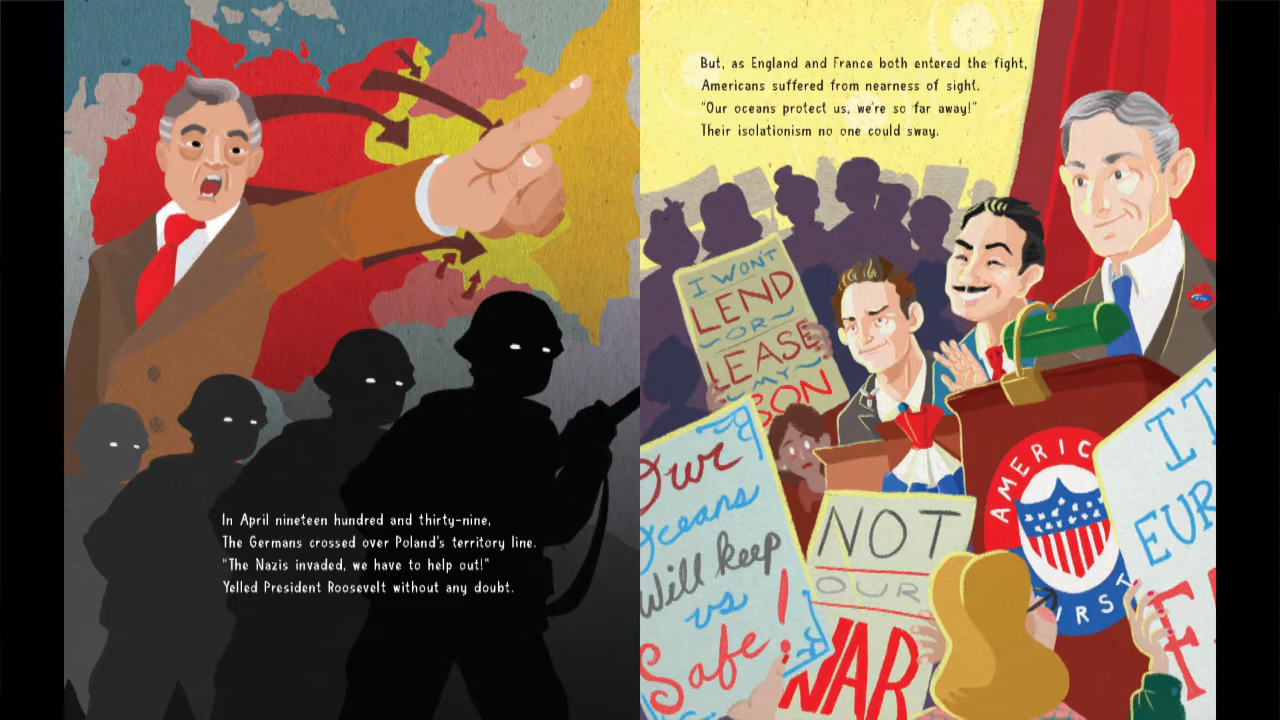 In April nineteen hundred and thirty-nine,
The Germans crossed over Poland's territory line.
"The Nazis invaded, we have to help out!"
Yelled President Roosevelt without any doubt.
But, as England and France both entered the fight,
Americans suffered from nearness of sight.
"Our oceans protect us, we're so far away!"
Their isolationism no one could sway.
I WON'T
LEND
OR
LEASE
MY
SON
Our
Oceans
Will keep
us
Safe!
NOT
OUR
WAR
AMERIC
IRST
IT
EUR
F